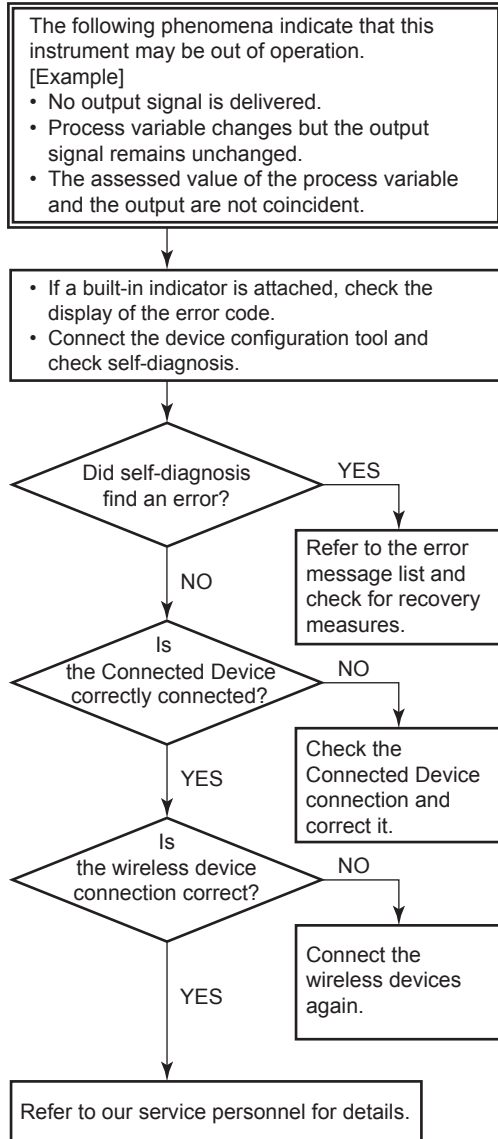 The following phenomena indicate that this
instrument may be out of operation.
[Example]
• No output signal is delivered.
• Process variable changes but the output
signal remains unchanged.
• The assessed value of the process variable
and the output are not coincident.
• If a built-in indicator is attached, check the
display of the error code.
• Connect the device configuration tool and
check self-diagnosis.
Did self-diagnosis
find an error?
YES
Refer to the error
message list and
check for recovery
measures.
NO
Is
the Connected Device
correctly connected?
NO
Check the
Connected Device
connection and
correct it.
YES
Is
the wireless device
connection correct?
NO
Connect the
wireless devices
again.
YES
Refer to our service personnel for details.